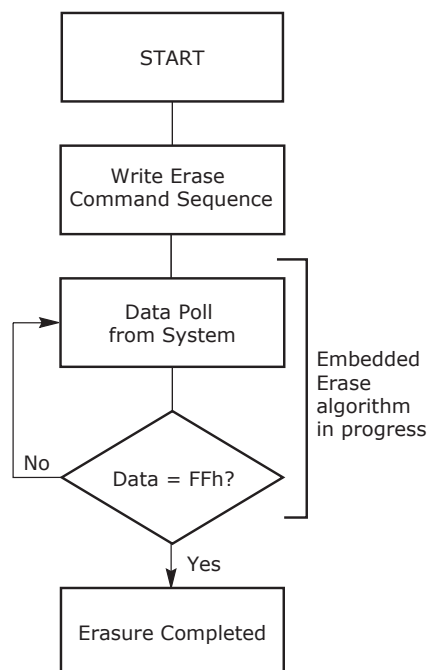 START
Write Erase
Command Sequence
Data Poll
from System
Embedded
Erase
algorithm
in progress
No
Data = FFh?
Yes
Erasure Completed